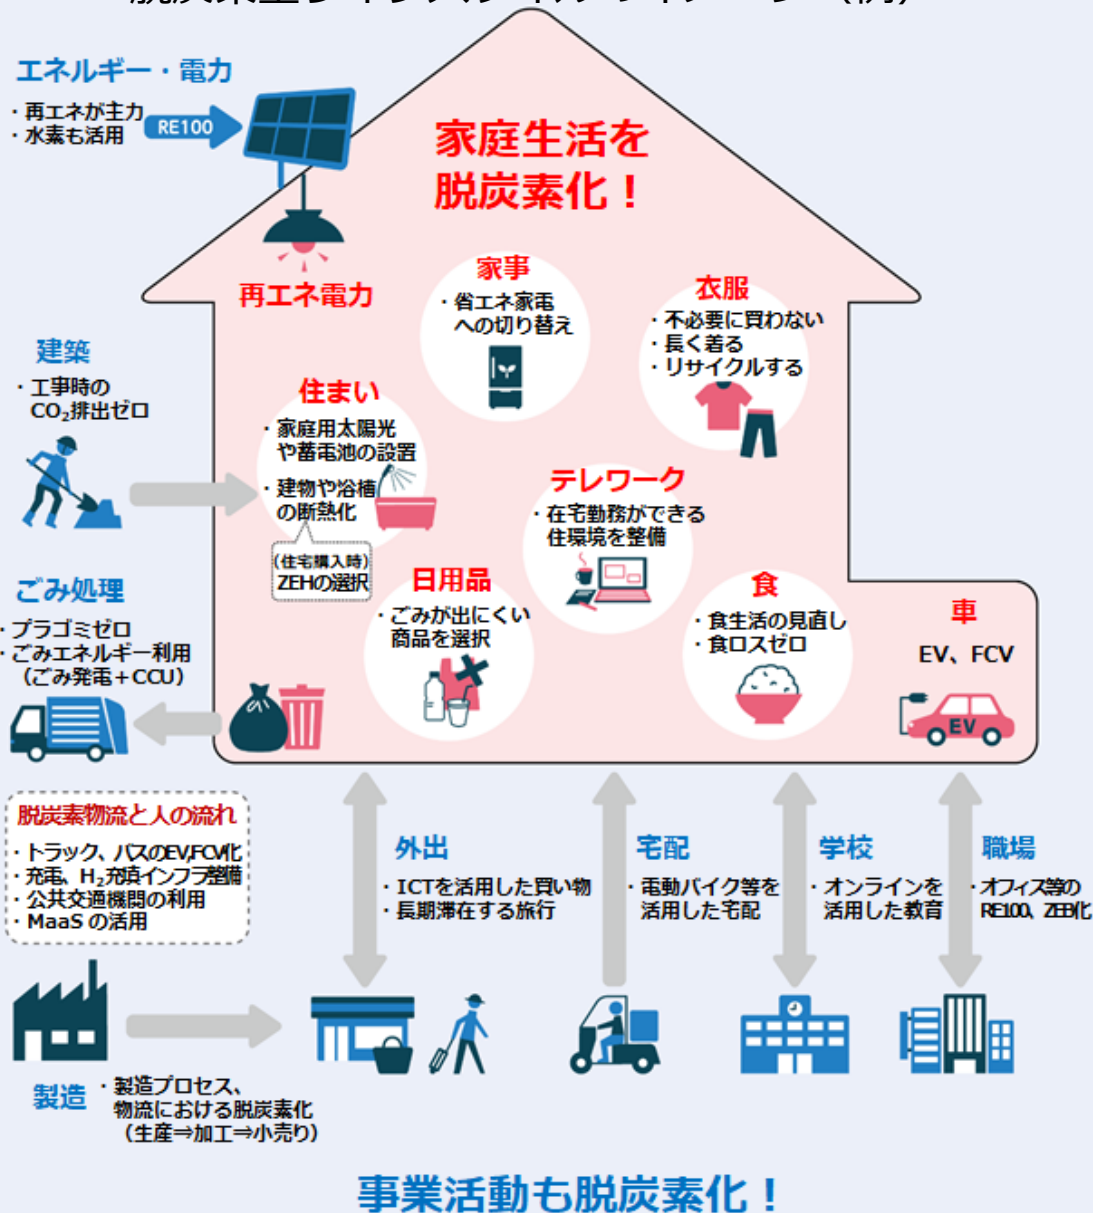 脱炭素型ライフスタイルのイメージ(例)
エネルギー・電力
・再エネが主力
・水素も活用
RE100
家庭生活を
脱炭素化!
再エネ電力
家事
・省エネ家電
への切り替え
衣服
・不必要に買わない
・長く着る
・リサイクルする
建築
・工事時の
CO₂排出ゼロ
住まい
・家庭用太陽光
や蓄電池の設置
・建物や浴槽
の断熱化
(住宅購入時)
ZEHの選択
テレワーク
・在宅勤務ができる
住環境を整備
ごみ処理
・プラゴミゼロ
・ごみエネルギー利用
(ごみ発電+CCU)
日用品
・ごみが出にくい
商品を選択
食
・食生活の見直し
・食ロスゼロ
車
EV、FCV
EV
脱炭素物流と人の流れ
・トラック、バスのEV,FCV化
・充電、H₂充填インフラ整備
・公共交通機関の利用
・MaaS の活用
外出
・ICTを活用した買い物
・長期滞在する旅行
宅配
・電動バイク等を
活用した宅配
学校
・オンラインを
活用した教育
職場
・オフィス等の
RE100、ZEB化
製造
・製造プロセス、
物流における脱炭素化
(生産⇒加工⇒小売り)
事業活動も脱炭素化!